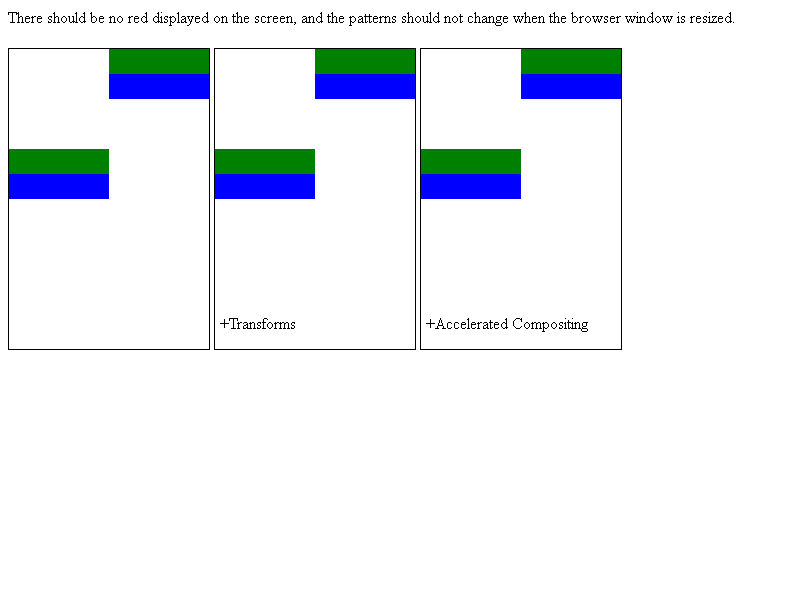 There should be no red displayed on the screen, and the patterns should not change when the browser window is resized.
+Transforms
+Accelerated Compositing